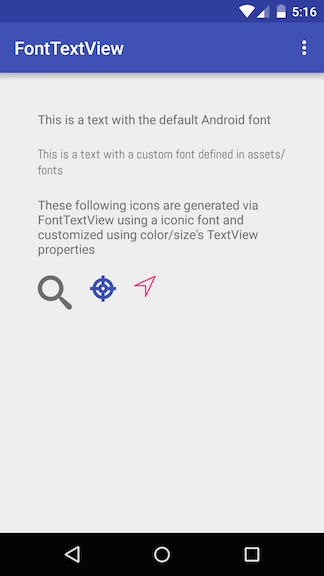 5:16
FontTextView
This is a text with the default Android font
This is a text with a custom font defined in assets/
fonts
These following icons are generated via
FontTextView using a iconic font and
customized using color/size's TextView
properties